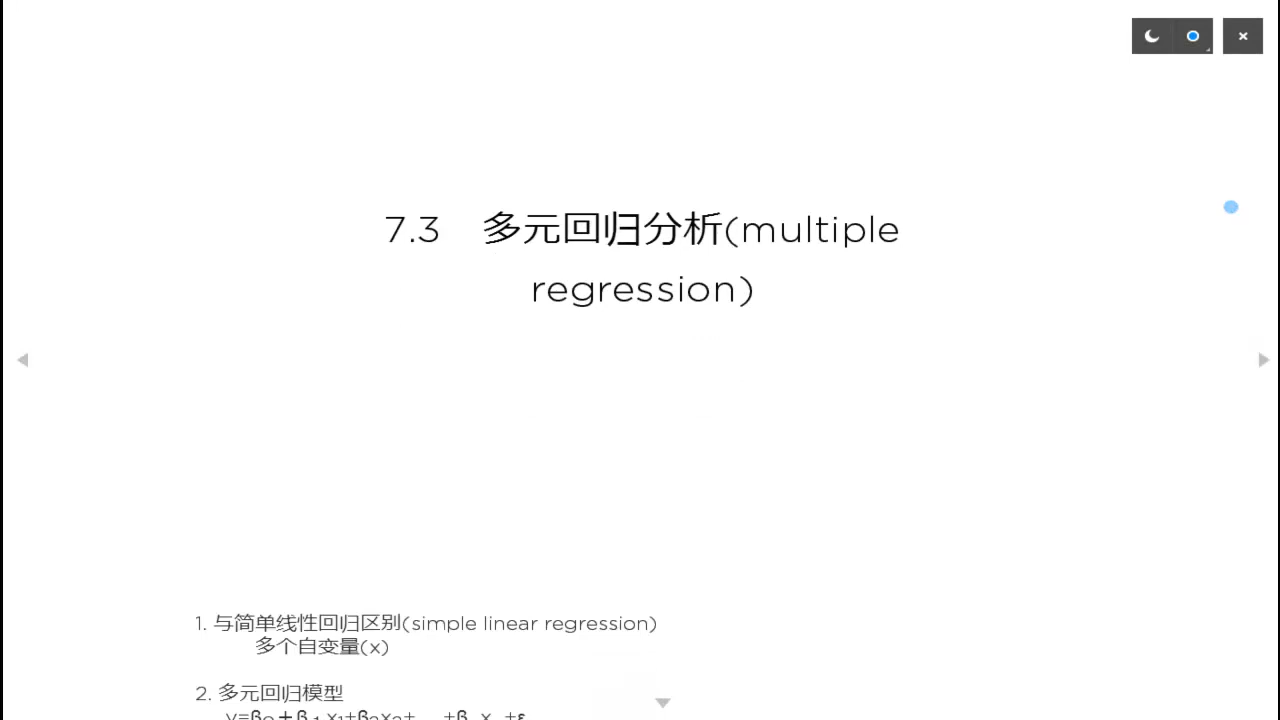 7.3 多元回归分析(multiple
regression)
1. 与简单线性回归区别(simple linear regression)
多个自变量(x)
2. 多元回归模型